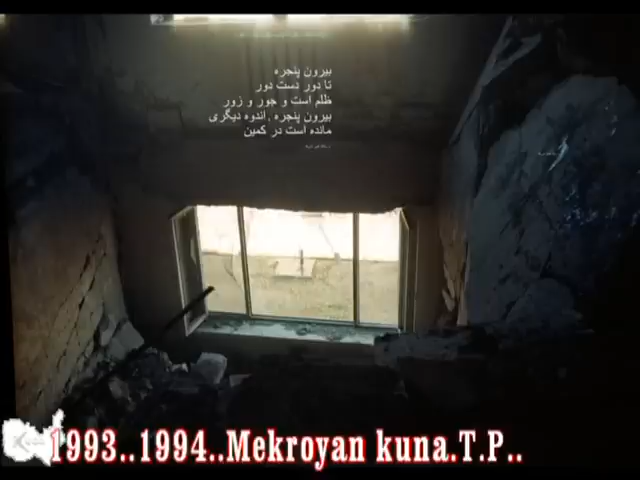 بیرون پنجره
تا دور دست دور
ظلم است و جور و زور
بیرون پنجره ,اندوه دیگری
مانده است در کمین
1993..1994..Mekroyan kuna.T.P..